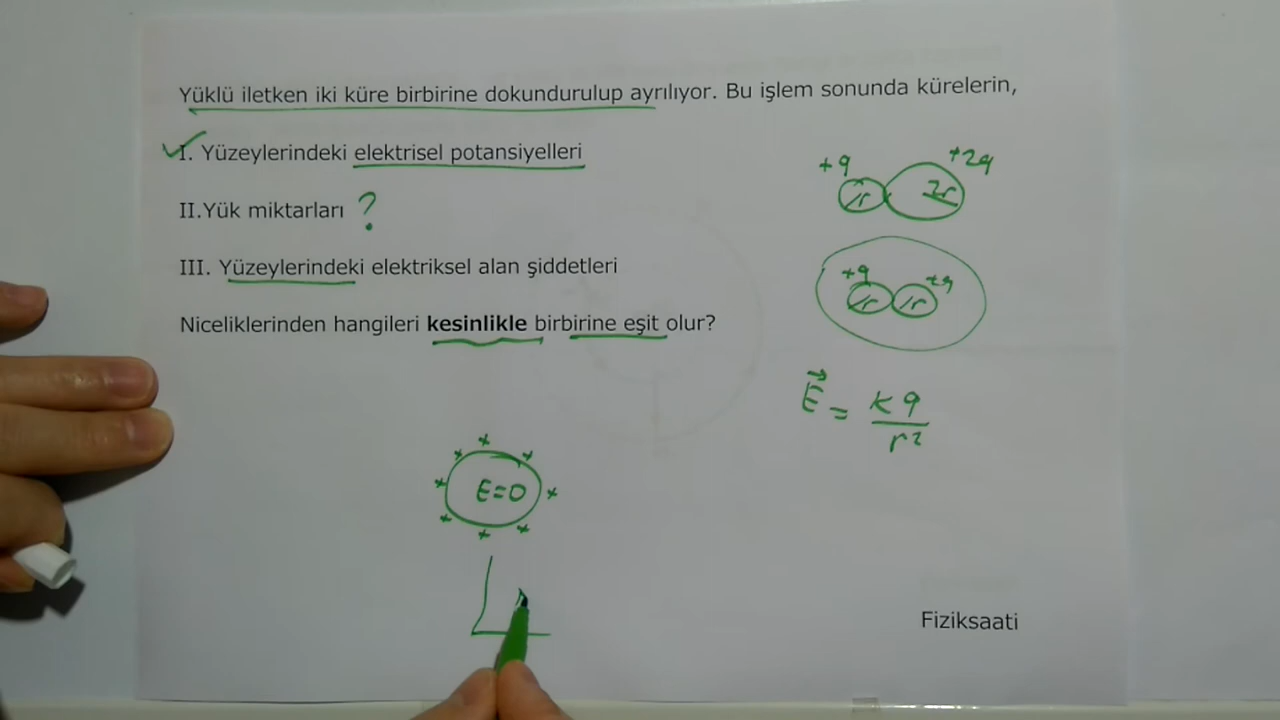 Yüklü iletken iki küre birbirine dokundurulup ayrılıyor. Bu işlem sonunda kürelerin,
I. Yüzeylerindeki elektrisel potansiyelleri
+q +2q
r 2r
II.Yük miktarları ?
III. Yüzeylerindeki elektriksel alan şiddetleri
+q +q
r r
Niceliklerinden hangileri kesinlikle birbirine eşit olur?
E = kq
r²
E=0
Fiziksaati